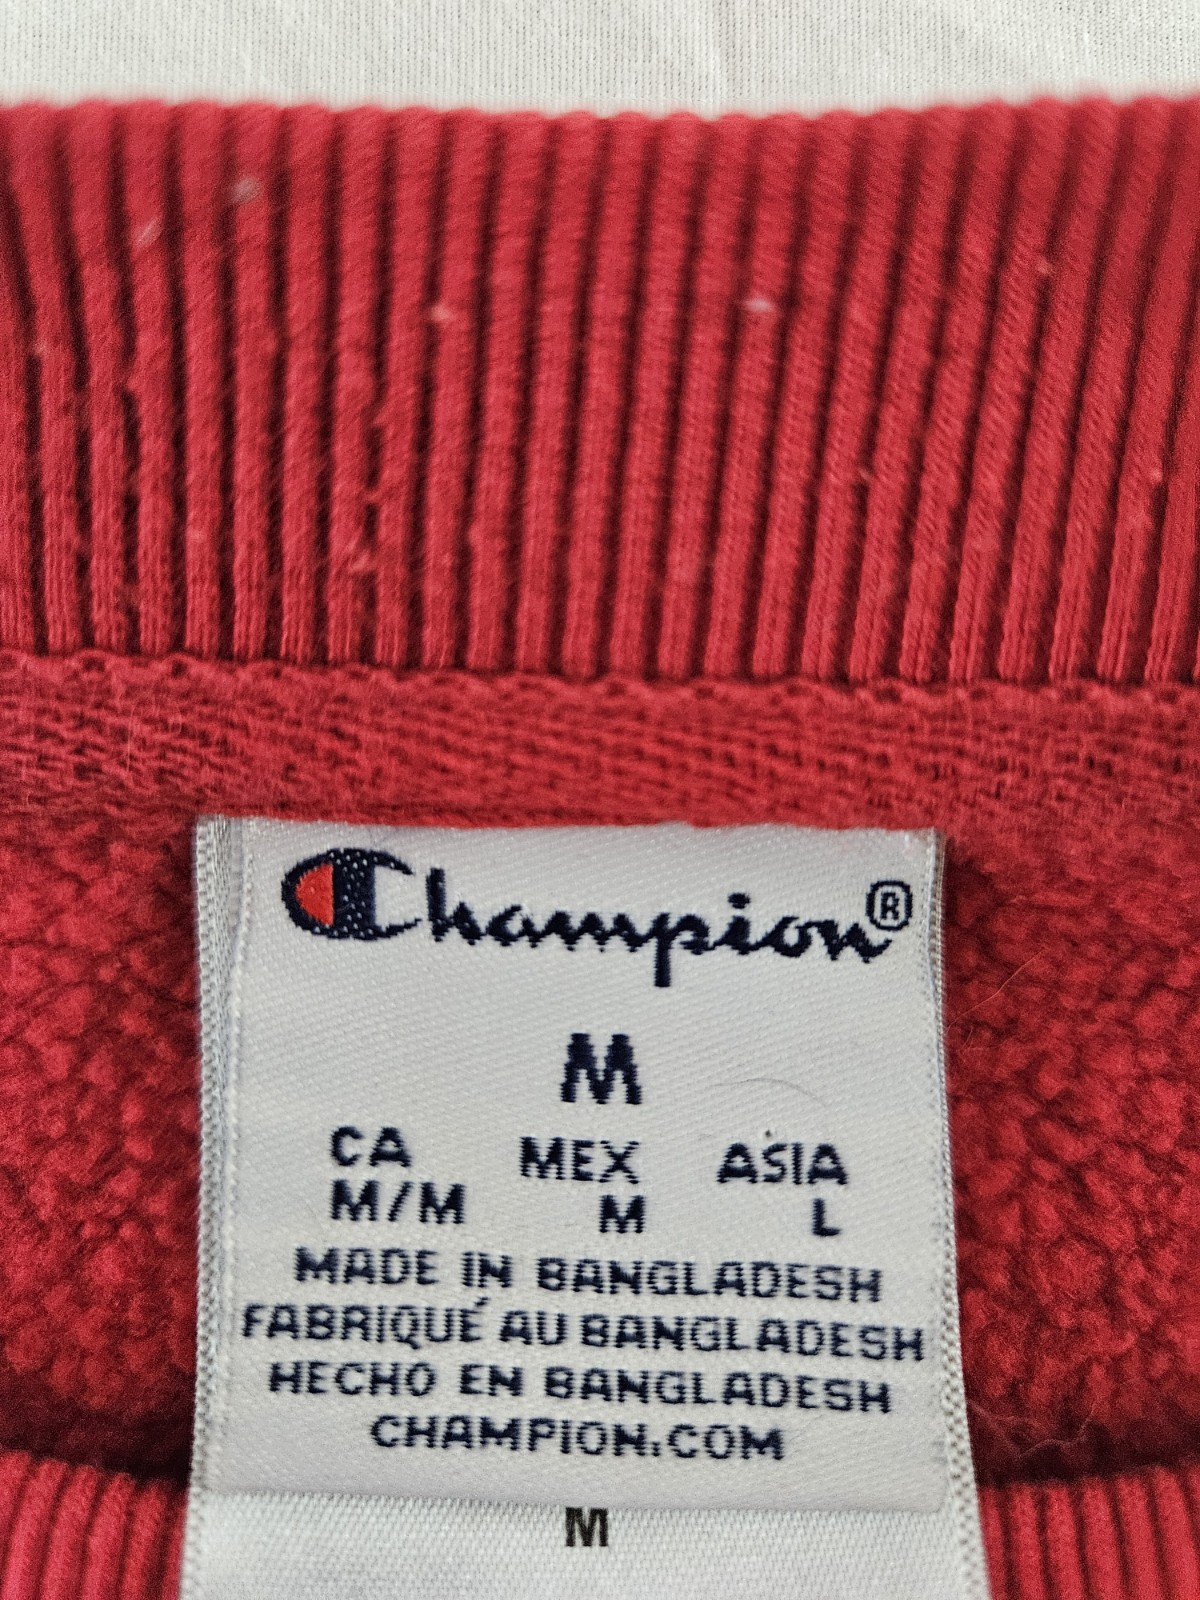 Champion®
M
CA MEX ASIA
M/M M L
MADE IN BANGLADESH
FABRIQUÉ AU BANGLADESH
HECHO EN BANGLADESH
CHAMPION.COM
M